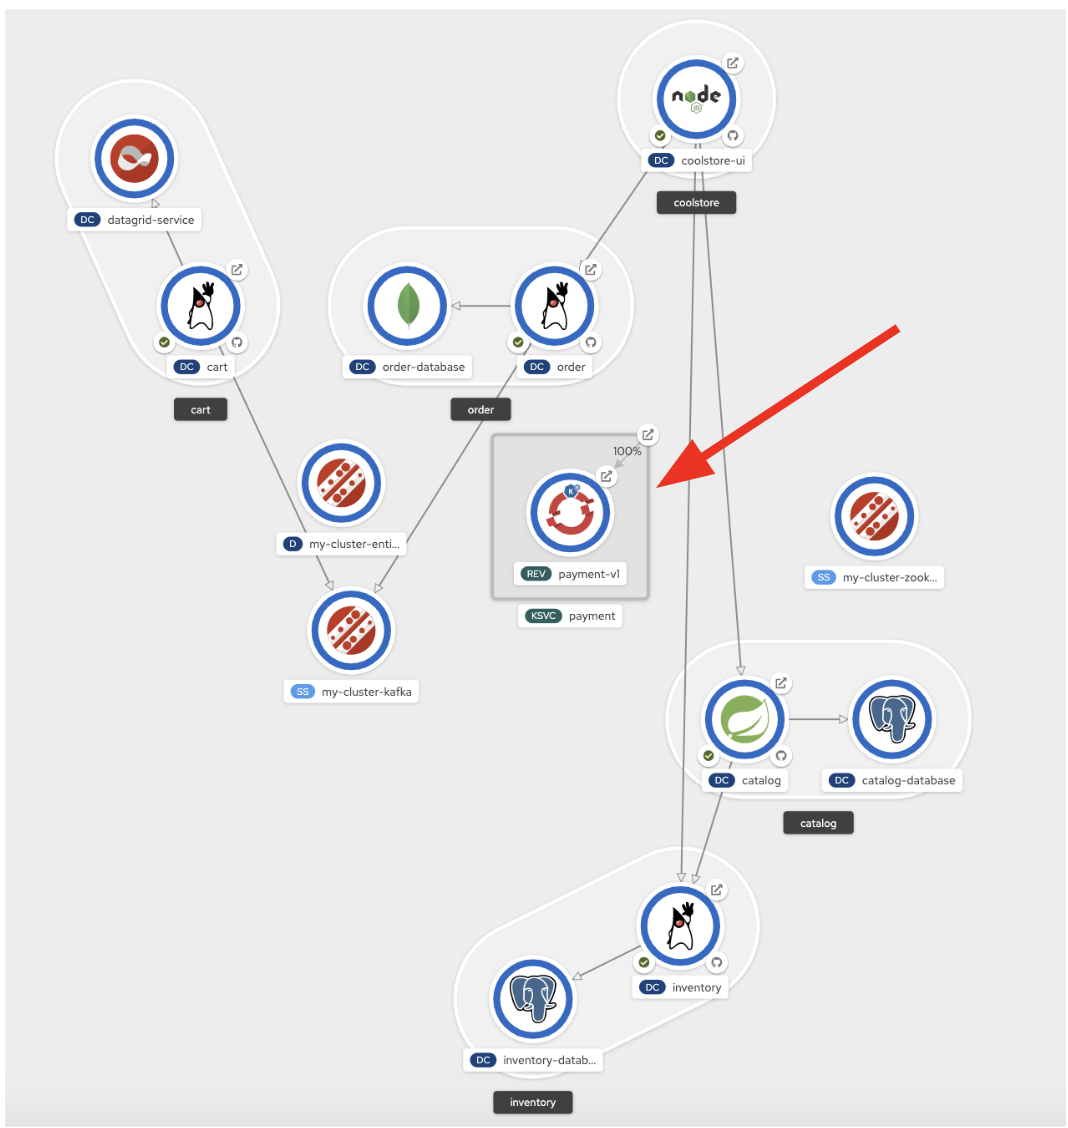 node
JS
DC coolstore-ui
coolstore
DC datagrid-service
DC cart
cart
DC order-database
DC order
order
100%
K
REV payment-v1
KSVC payment
D my-cluster-enti...
SS my-cluster-kafka
SS my-cluster-zook...
DC catalog
DC catalog-database
catalog
DC inventory
DC inventory-datab...
inventory